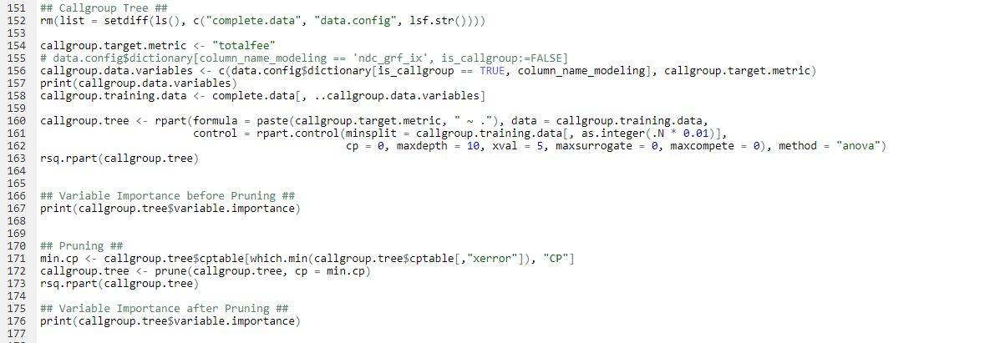 151 ## Callgroup Tree ##
152 rm(list = setdiff(ls(), c("complete.data", "data.config", lsf.str())))
153
154 callgroup.target.metric <- "totalfee"
155 # data.config$dictionary[column_name_modeling == 'ndc_grf_ix', is_callgroup:=FALSE]
156 callgroup.data.variables <- c(data.config$dictionary[is_callgroup == TRUE, column_name_modeling], callgroup.target.metric)
157 print(callgroup.data.variables)
158 callgroup.training.data <- complete.data[, ..callgroup.data.variables]
159
160 callgroup.tree <- rpart(formula = paste(callgroup.target.metric, " ~ ."), data = callgroup.training.data,
161 control = rpart.control(minsplit = callgroup.training.data[, as.integer(.N * 0.01)],
162 cp = 0, maxdepth = 10, xval = 5, maxsurrogate = 0, maxcompete = 0), method = "anova")
163 rsq.rpart(callgroup.tree)
164
165
166 ## Variable Importance before Pruning ##
167 print(callgroup.tree$variable.importance)
168
169
170 ## Pruning ##
171 min.cp <- callgroup.tree$cptable[which.min(callgroup.tree$cptable[,"xerror"]), "CP"]
172 callgroup.tree <- prune(callgroup.tree, cp = min.cp)
173 rsq.rpart(callgroup.tree)
174
175 ## Variable Importance after Pruning ##
176 print(callgroup.tree$variable.importance)
177